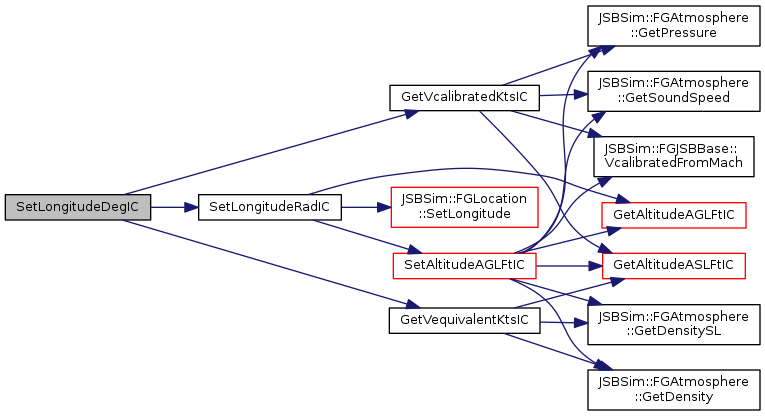 SetLongitudeDegIC
GetVcalibratedKtsIC
SetLongitudeRadIC
JSBSim::FGLocation
::SetLongitude
SetAltitudeAGLFtIC
GetVequivalentKtsIC
JSBSim::FGAtmosphere
::GetPressure
JSBSim::FGAtmosphere
::GetSoundSpeed
JSBSim::FGJSBBase::
VcalibratedFromMach
GetAltitudeAGLFtIC
GetAltitudeASLFtIC
JSBSim::FGAtmosphere
::GetDensitySL
JSBSim::FGAtmosphere
::GetDensity